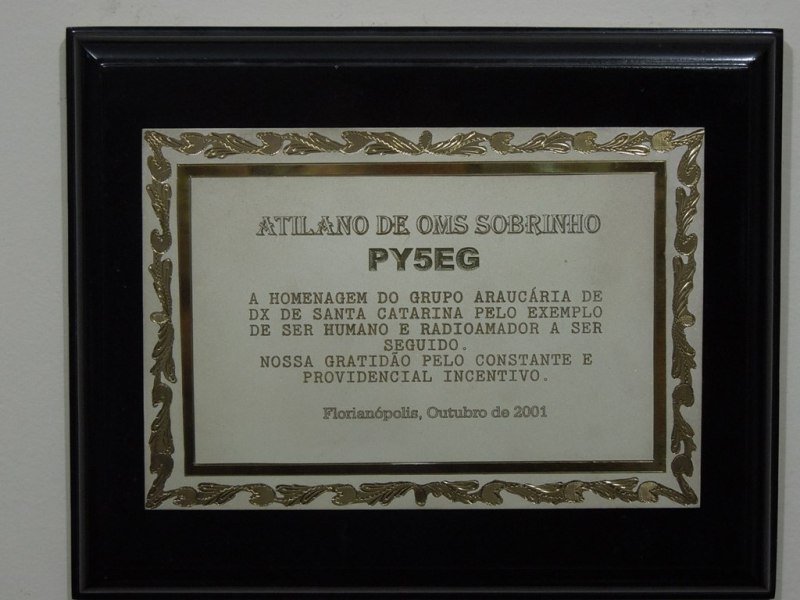 ATILANO DE OMS SOBRINHO
PY5EG
A HOMENAGEM DO GRUPO ARAUCÁRIA DE
DX DE SANTA CATARINA PELO EXEMPLO
DE SER HUMANO E RADIOAMADOR A SER
SEGUIDO.
NOSSA GRATIDÃO PELO CONSTANTE E
PROVIDENCIAL INCENTIVO.
Florianópolis, Outubro de 2001